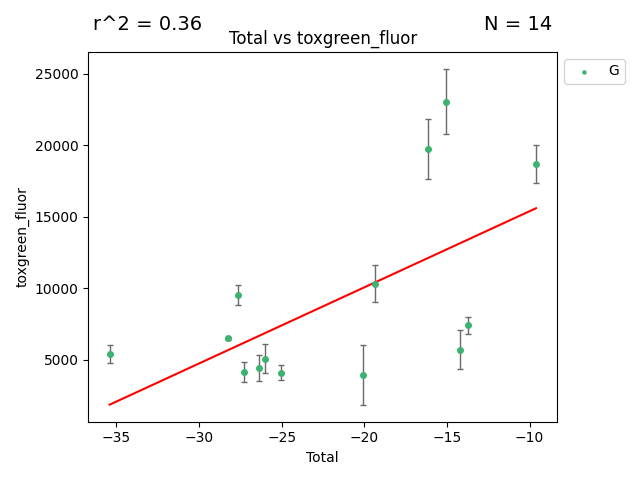 r^2 = 0.36
N = 14
Total vs toxgreen_fluor
G
25000
20000
15000
10000
5000
toxgreen_fluor
−35
−30
−25
−20
−15
−10
Total